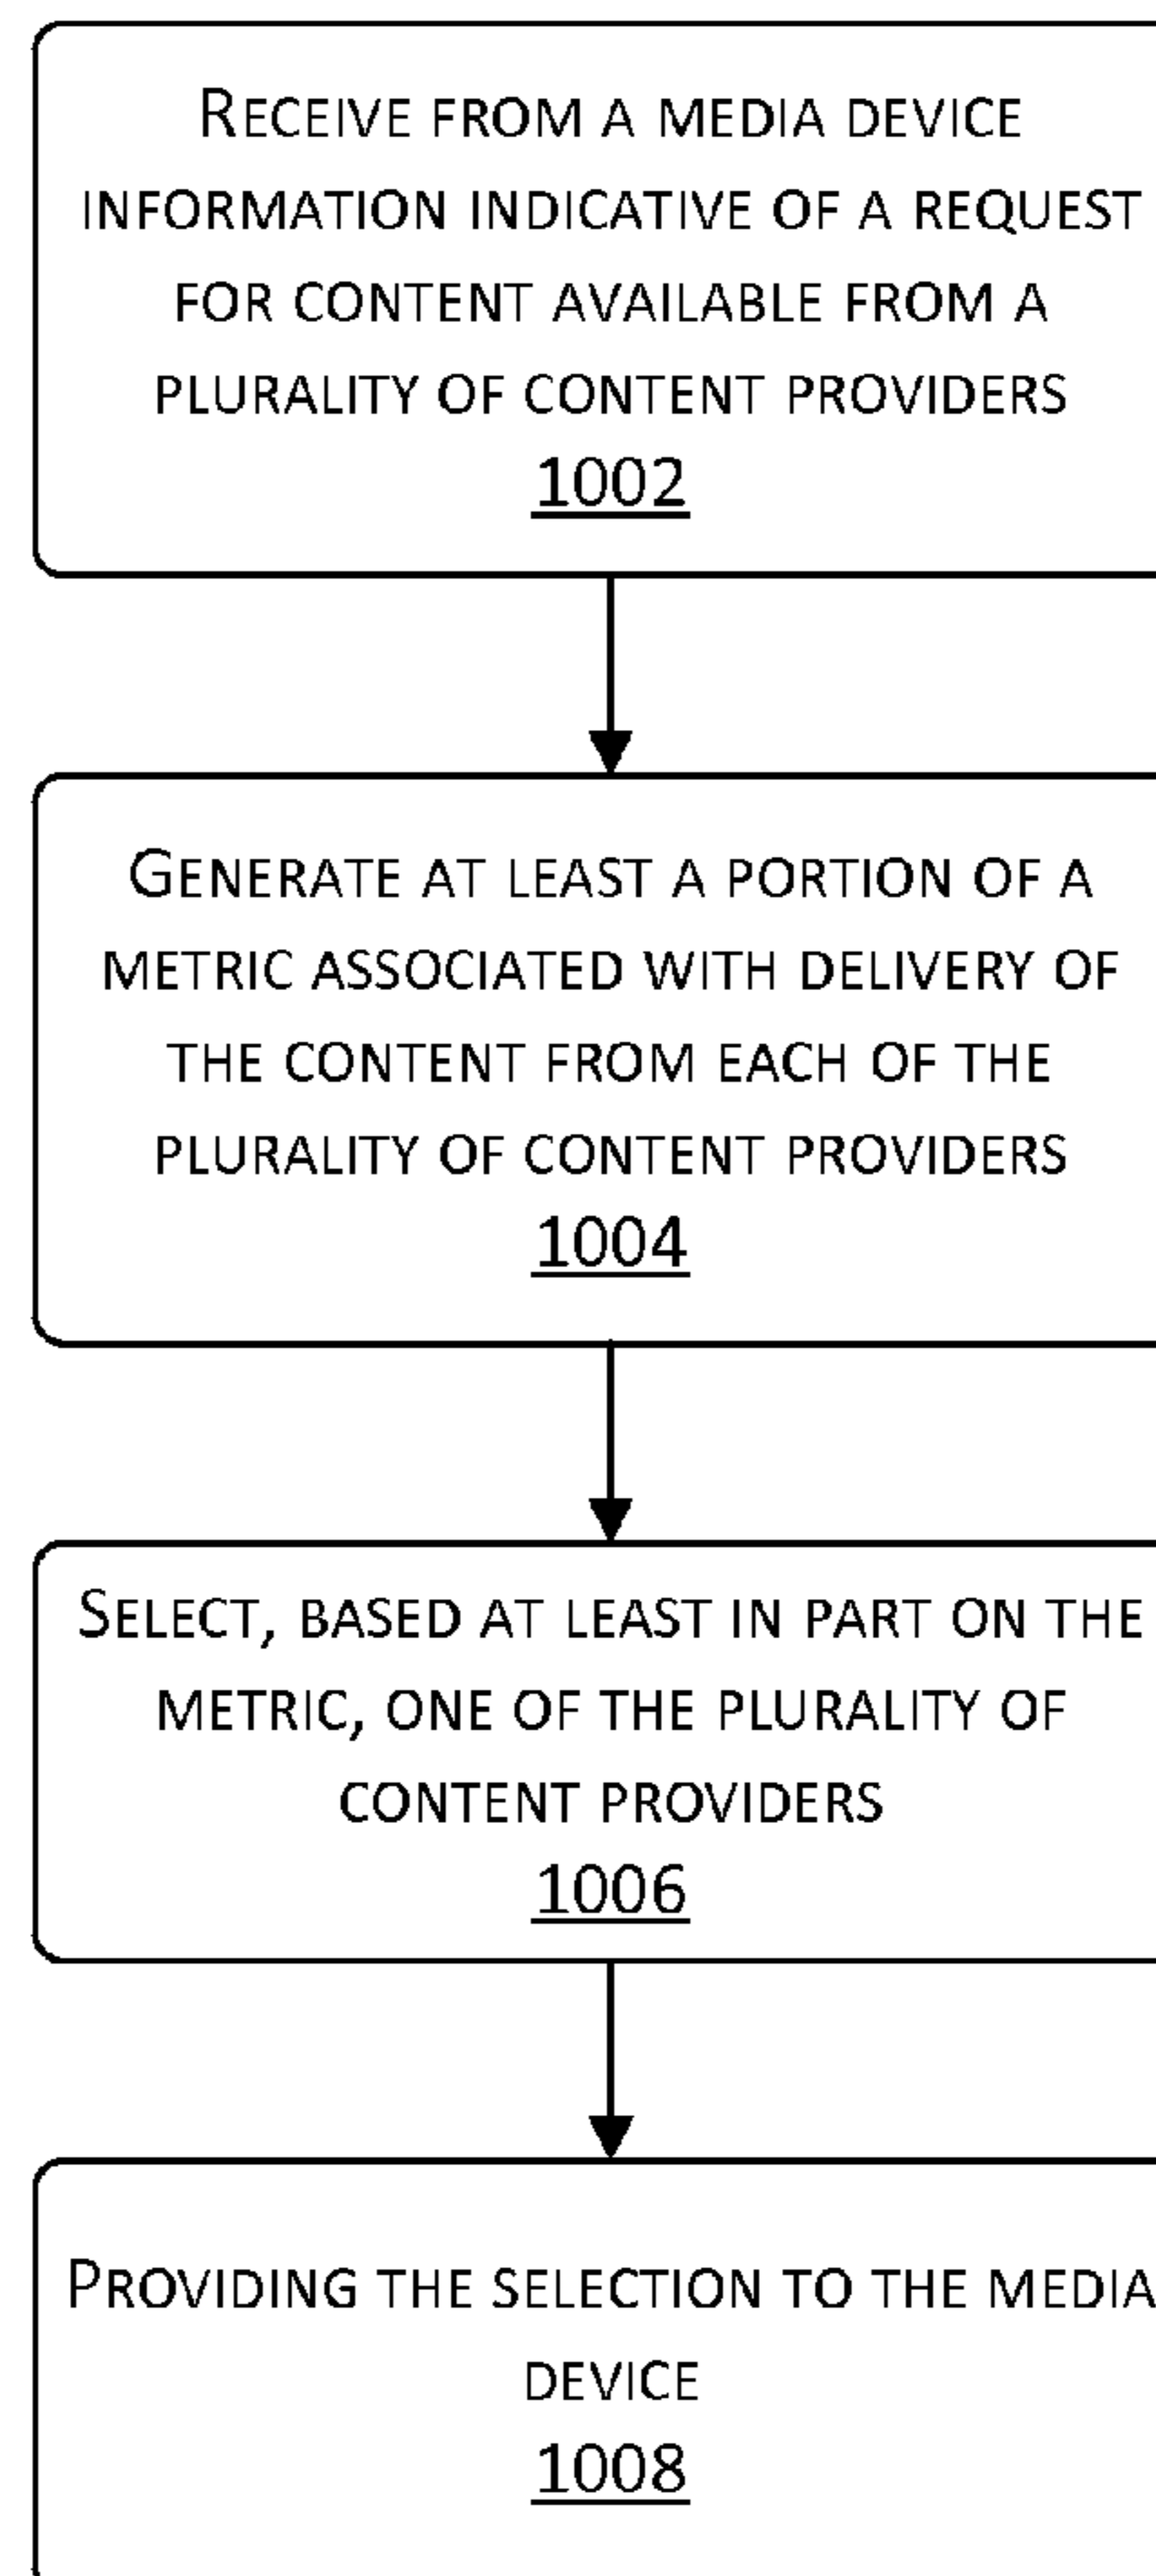 RECEIVE FROM A MEDIA DEVICE
INFORMATION INDICATIVE OF A REQUEST
FOR CONTENT AVAILABLE FROM A
PLURALITY OF CONTENT PROVIDERS
1002
GENERATE AT LEAST A PORTION OF A
METRIC ASSOCIATED WITH DELIVERY OF
THE CONTENT FROM EACH OF THE
PLURALITY OF CONTENT PROVIDERS
1004
SELECT, BASED AT LEAST IN PART ON THE
METRIC, ONE OF THE PLURALITY OF
CONTENT PROVIDERS
1006
PROVIDING THE SELECTION TO THE MEDIA
DEVICE
1008